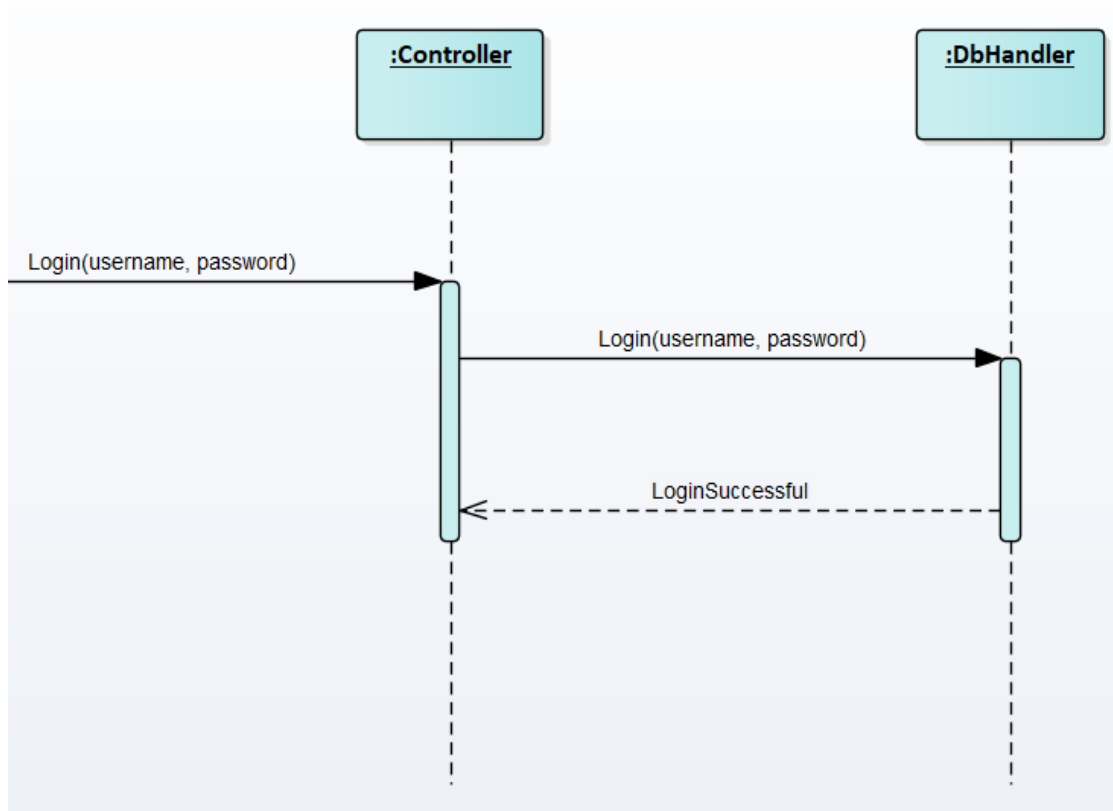 :Controller
:DbHandler
Login(username, password)
Login(username, password)
LoginSuccessful